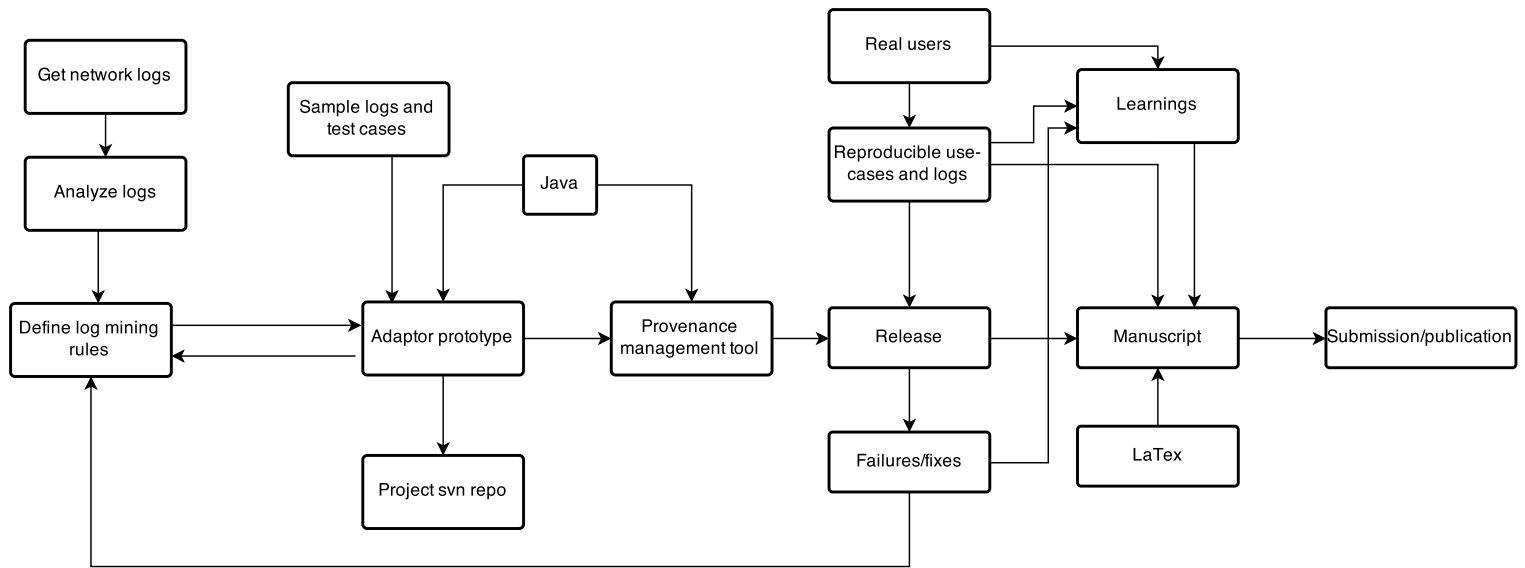 Real users
Get network logs
Sample logs and
test cases
Learnings
Reproducible use-
cases and logs
Java
Analyze logs
Define log mining
rules
Adaptor prototype
Provenance
management tool
Release
Manuscript
Submission/publication
Failures/fixes
LaTex
Project svn repo